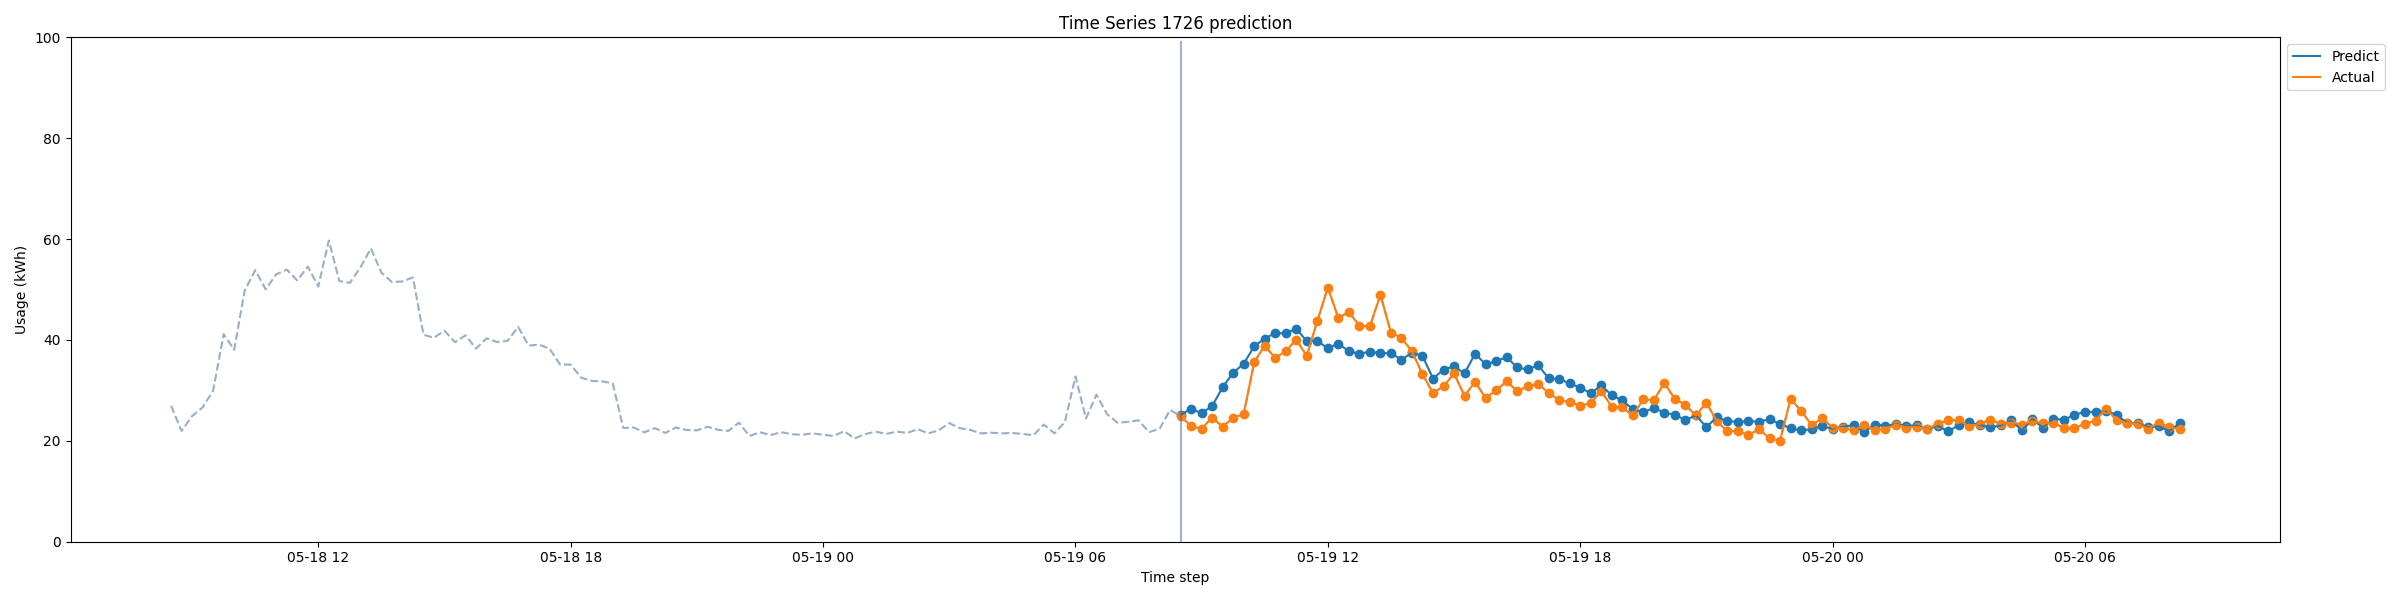 Time Series 1726 prediction
Predict
Actual
Usage (kWh)
100
80
60
40
20
0
05-18 12
05-18 18
05-19 00
05-19 06
05-19 12
05-19 18
05-20 00
05-20 06
Time step